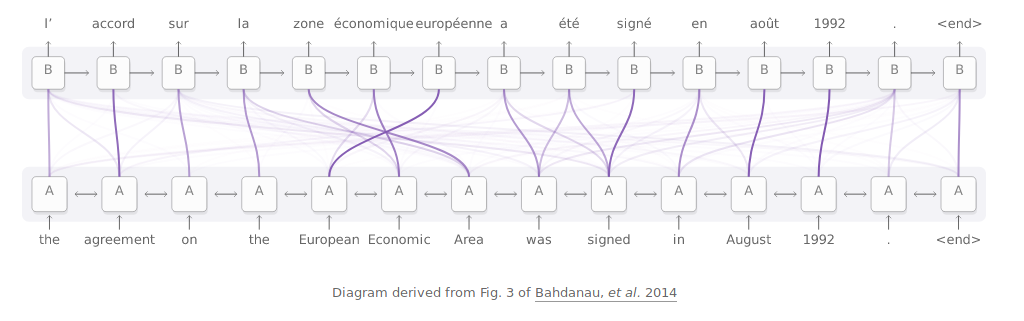 l’ accord sur la zone économique européenne a été signé en août 1992 . <end>
B B B B B B B B B B B B B B B
A A A A A A A A A A A A A A
the agreement on the European Economic Area was signed in August 1992 . <end>
Diagram derived from Fig. 3 of Bahdanau, et al. 2014